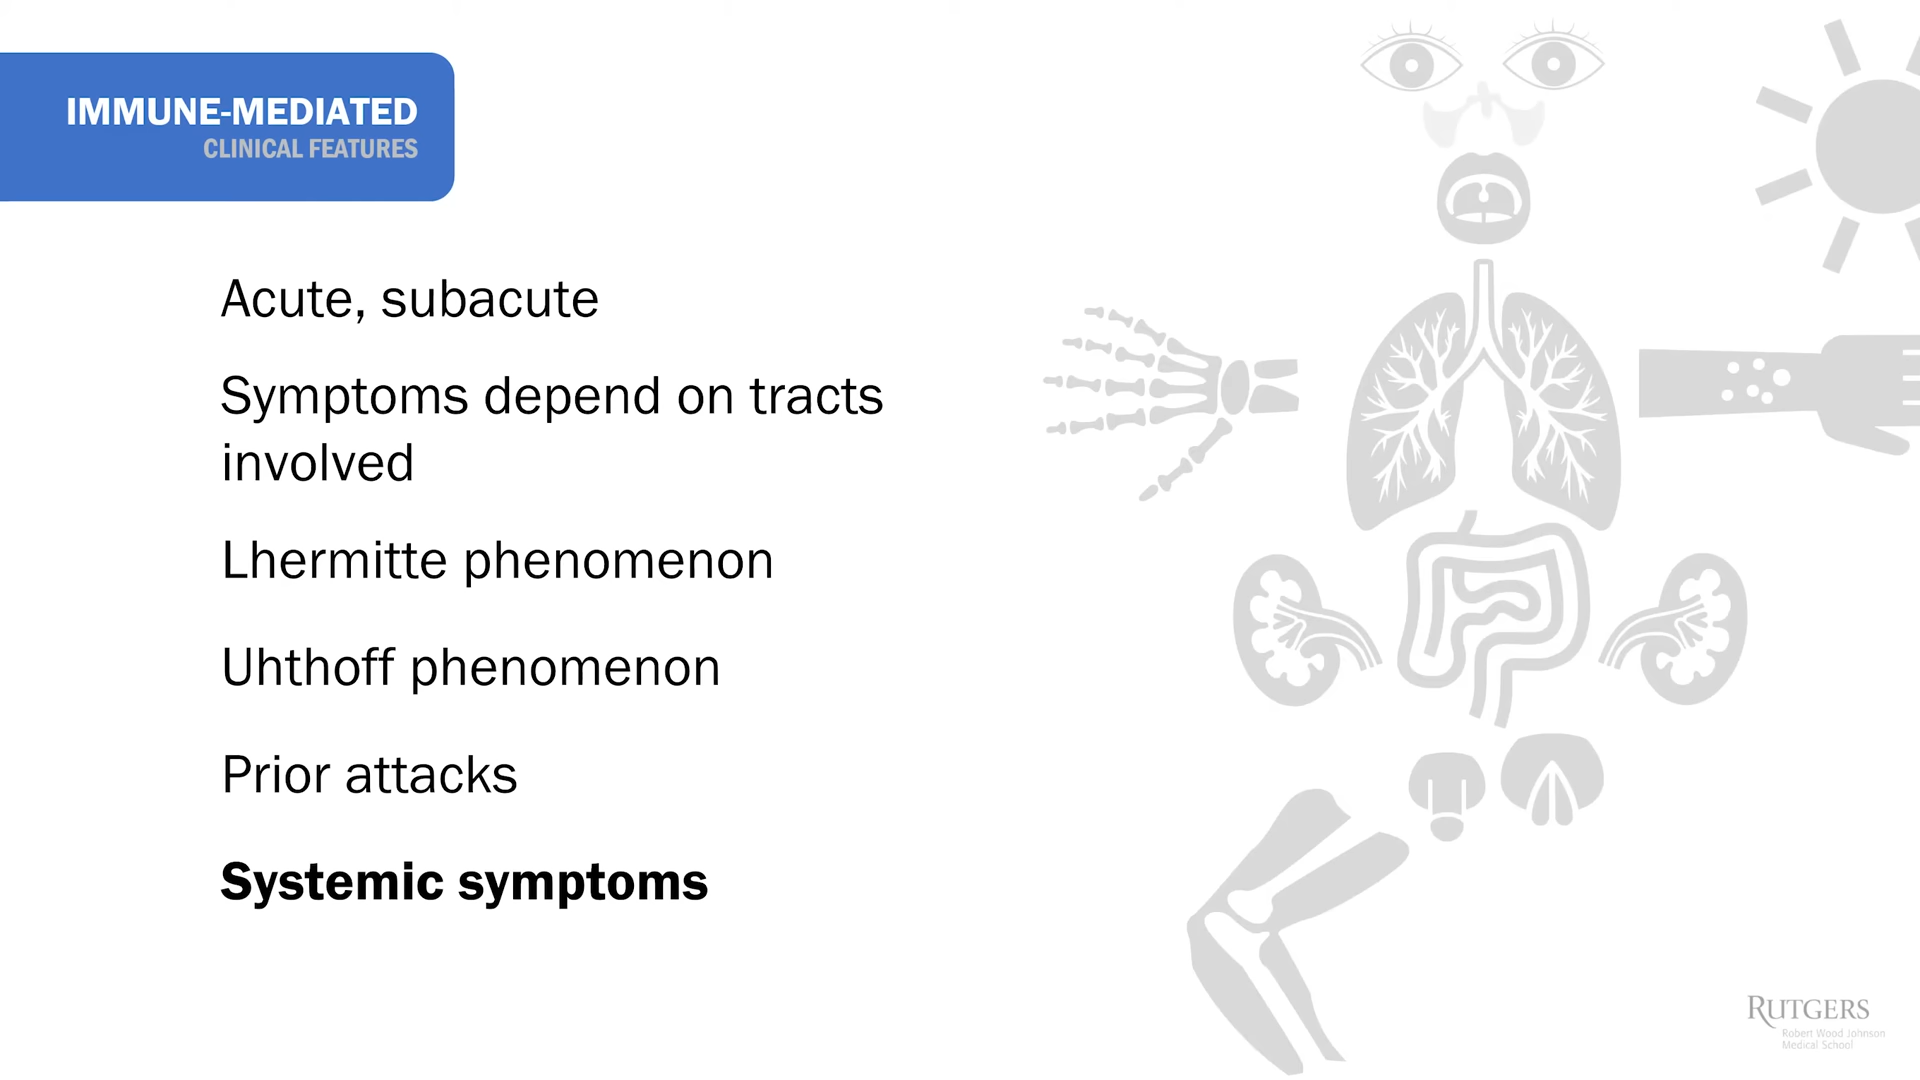 IMMUNE-MEDIATED
CLINICAL FEATURES
Acute, subacute
Symptoms depend on tracts
involved
Lhermitte phenomenon
Uhthoff phenomenon
Prior attacks
Systemic symptoms
RUTGERS
Robert Wood Johnson
Medical School